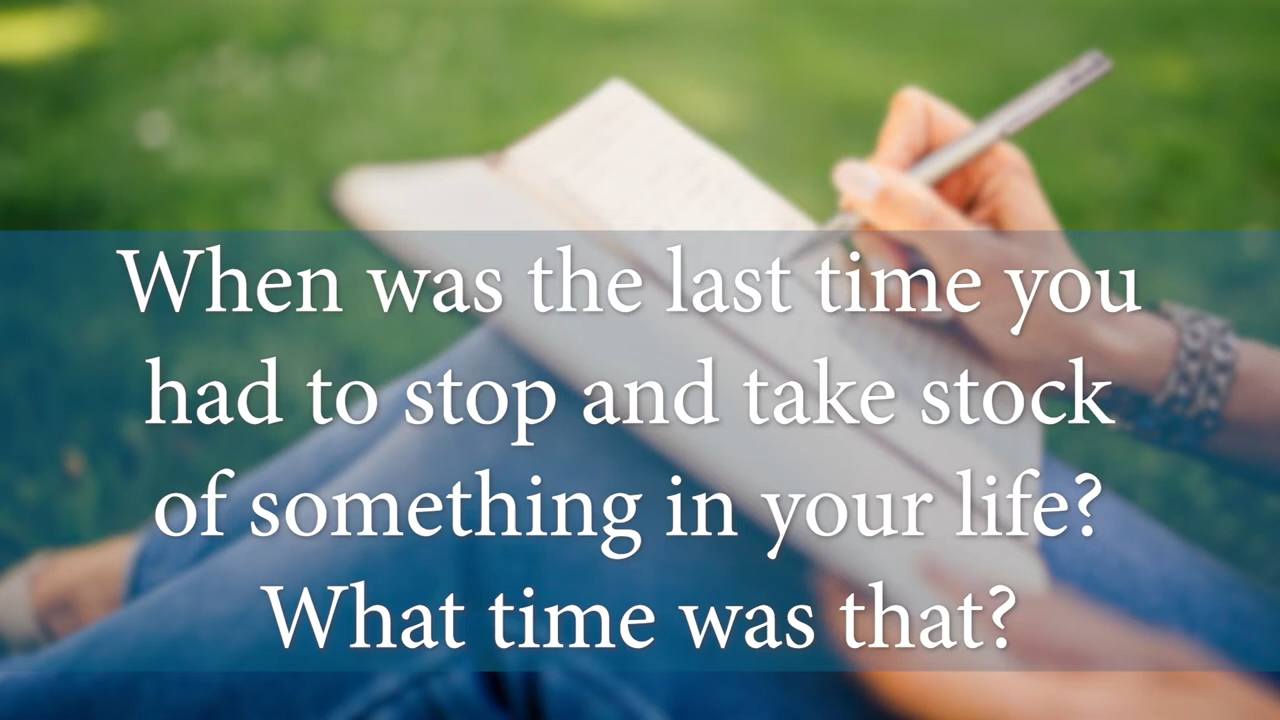 When was the last time you
had to stop and take stock
of something in your life?
What time was that?